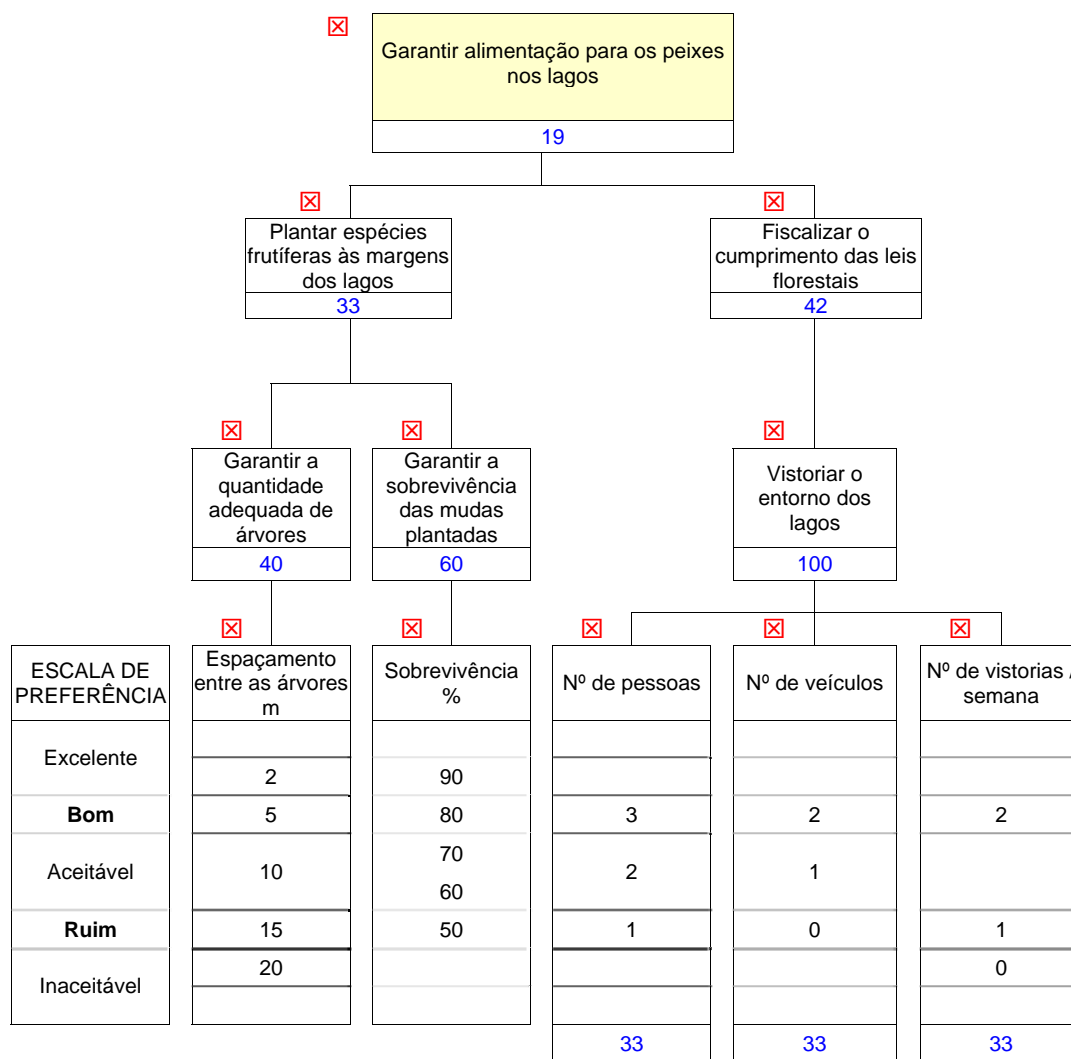 Garantir alimentação para os peixes
nos lagos
19
Plantar espécies
frutíferas às margens
dos lagos
33
Fiscalizar o
cumprimento das leis
florestais
42
Garantir a
quantidade
adequada de
árvores
40
Garantir a
sobrevivência
das mudas
plantadas
60
Vistoriar o
entorno dos
lagos
100
ESCALA DE
PREFERÊNCIA
Espaçamento
entre as árvores
m
Sobrevivência
%
Nº de pessoas
Nº de veículos
Nº de vistorias /
semana
Excelente
2 90
Bom 5 80 3 2 2
Aceitável 10 70 2 1
60
Ruim 15 50 1 0 1
Inaceitável 20 0
33 33 33